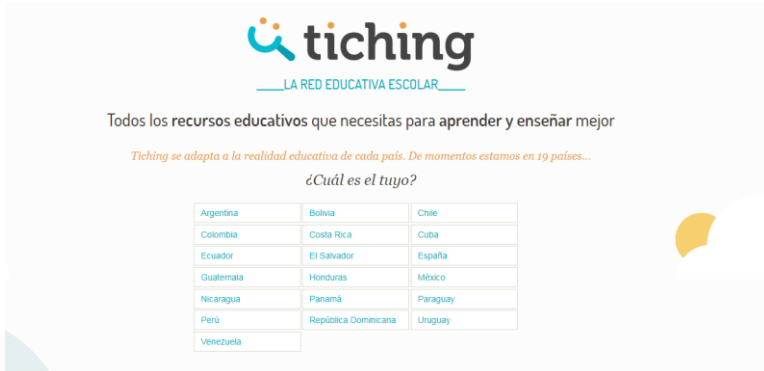 tiching
LA RED EDUCATIVA ESCOLAR
Todos los recursos educativos que necesitas para aprender y enseñar mejor
Tiching se adapta a la realidad educativa de cada país. De momentos estamos en 19 países...
¿Cuál es el tuyo?
Argentina Bolivia Chile
Colombia Costa Rica Cuba
Ecuador El Salvador España
Guatemala Honduras México
Nicaragua Panamá Paraguay
Perú República Dominicana Uruguay
Venezuela